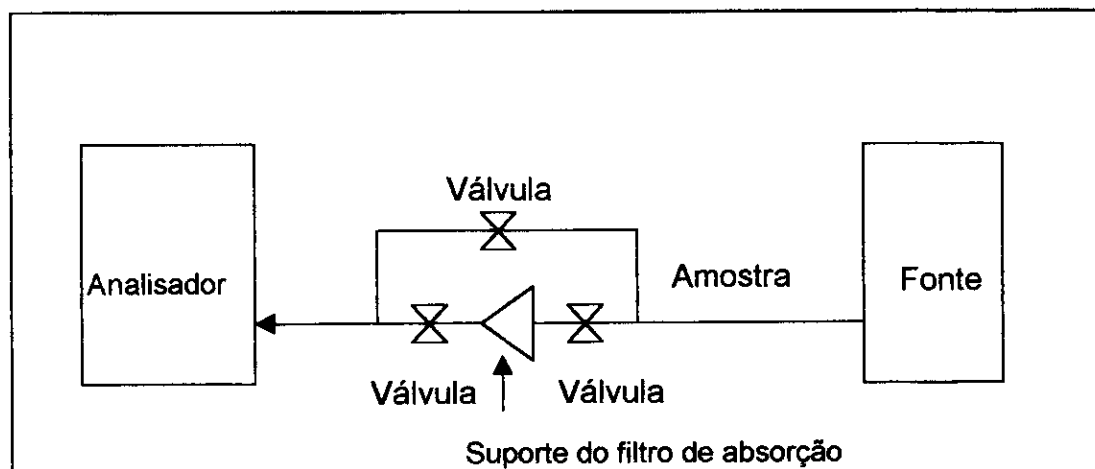 Válvula
Analisador
Amostra
Fonte
Válvula
Válvula
Suporte do filtro de absorção